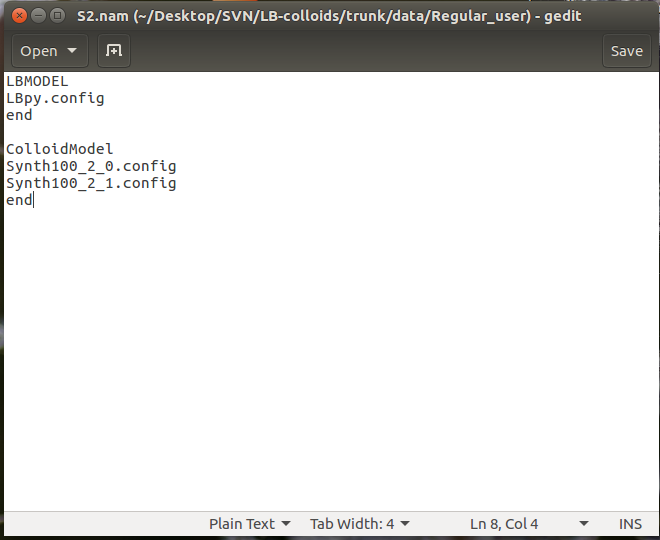 S2.nam (~/Desktop/SVN/LB-colloids/trunk/data/Regular_user) - gedit
Open Save
LBMODEL
LBpy.config
end
ColloidModel
Synth100_2_0.config
Synth100_2_1.config
end
Plain Text Tab Width: 4 Ln 8, Col 4 INS